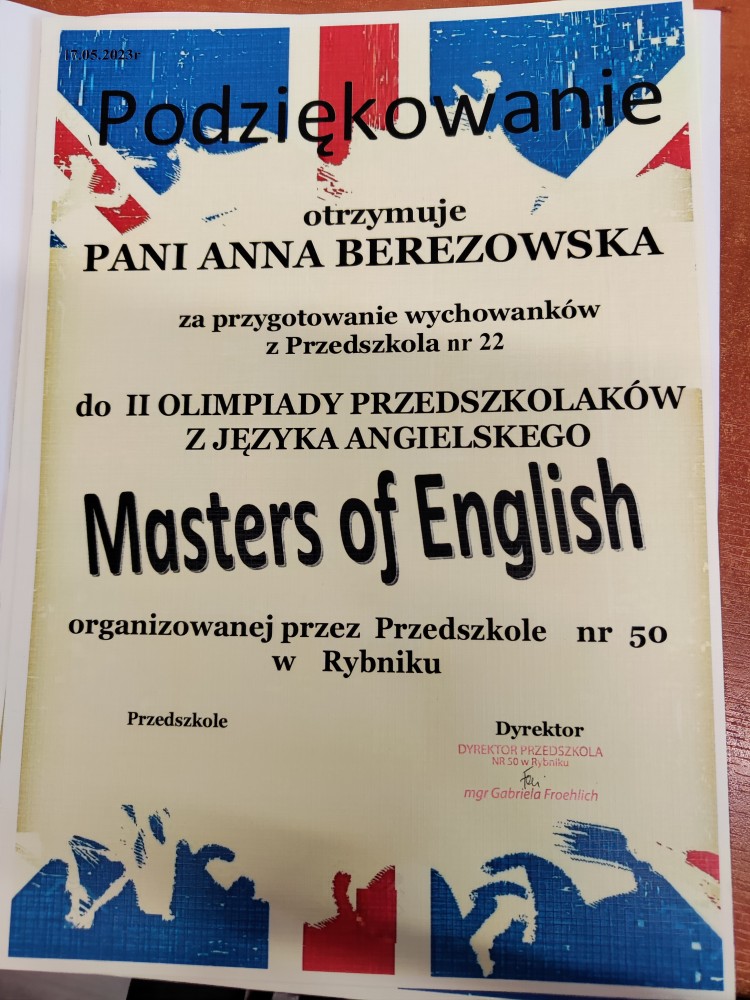 17.05.2023r
Podziękowanie
otrzymuje
PANI ANNA BEREZOWSKA
za przygotowanie wychowanków
z Przedszkola nr 22
do II OLIMPIADY PRZEDSZKOLAKÓW
Z JĘZYKA ANGIELSKEGO
Masters of English
organizowanej przez Przedszkole nr 50
w Rybniku
Przedszkole
Dyrektor
DYREKTOR PRZEDSZKOLA
NR 50 w Rybniku
mgr Gabriela Froehlich